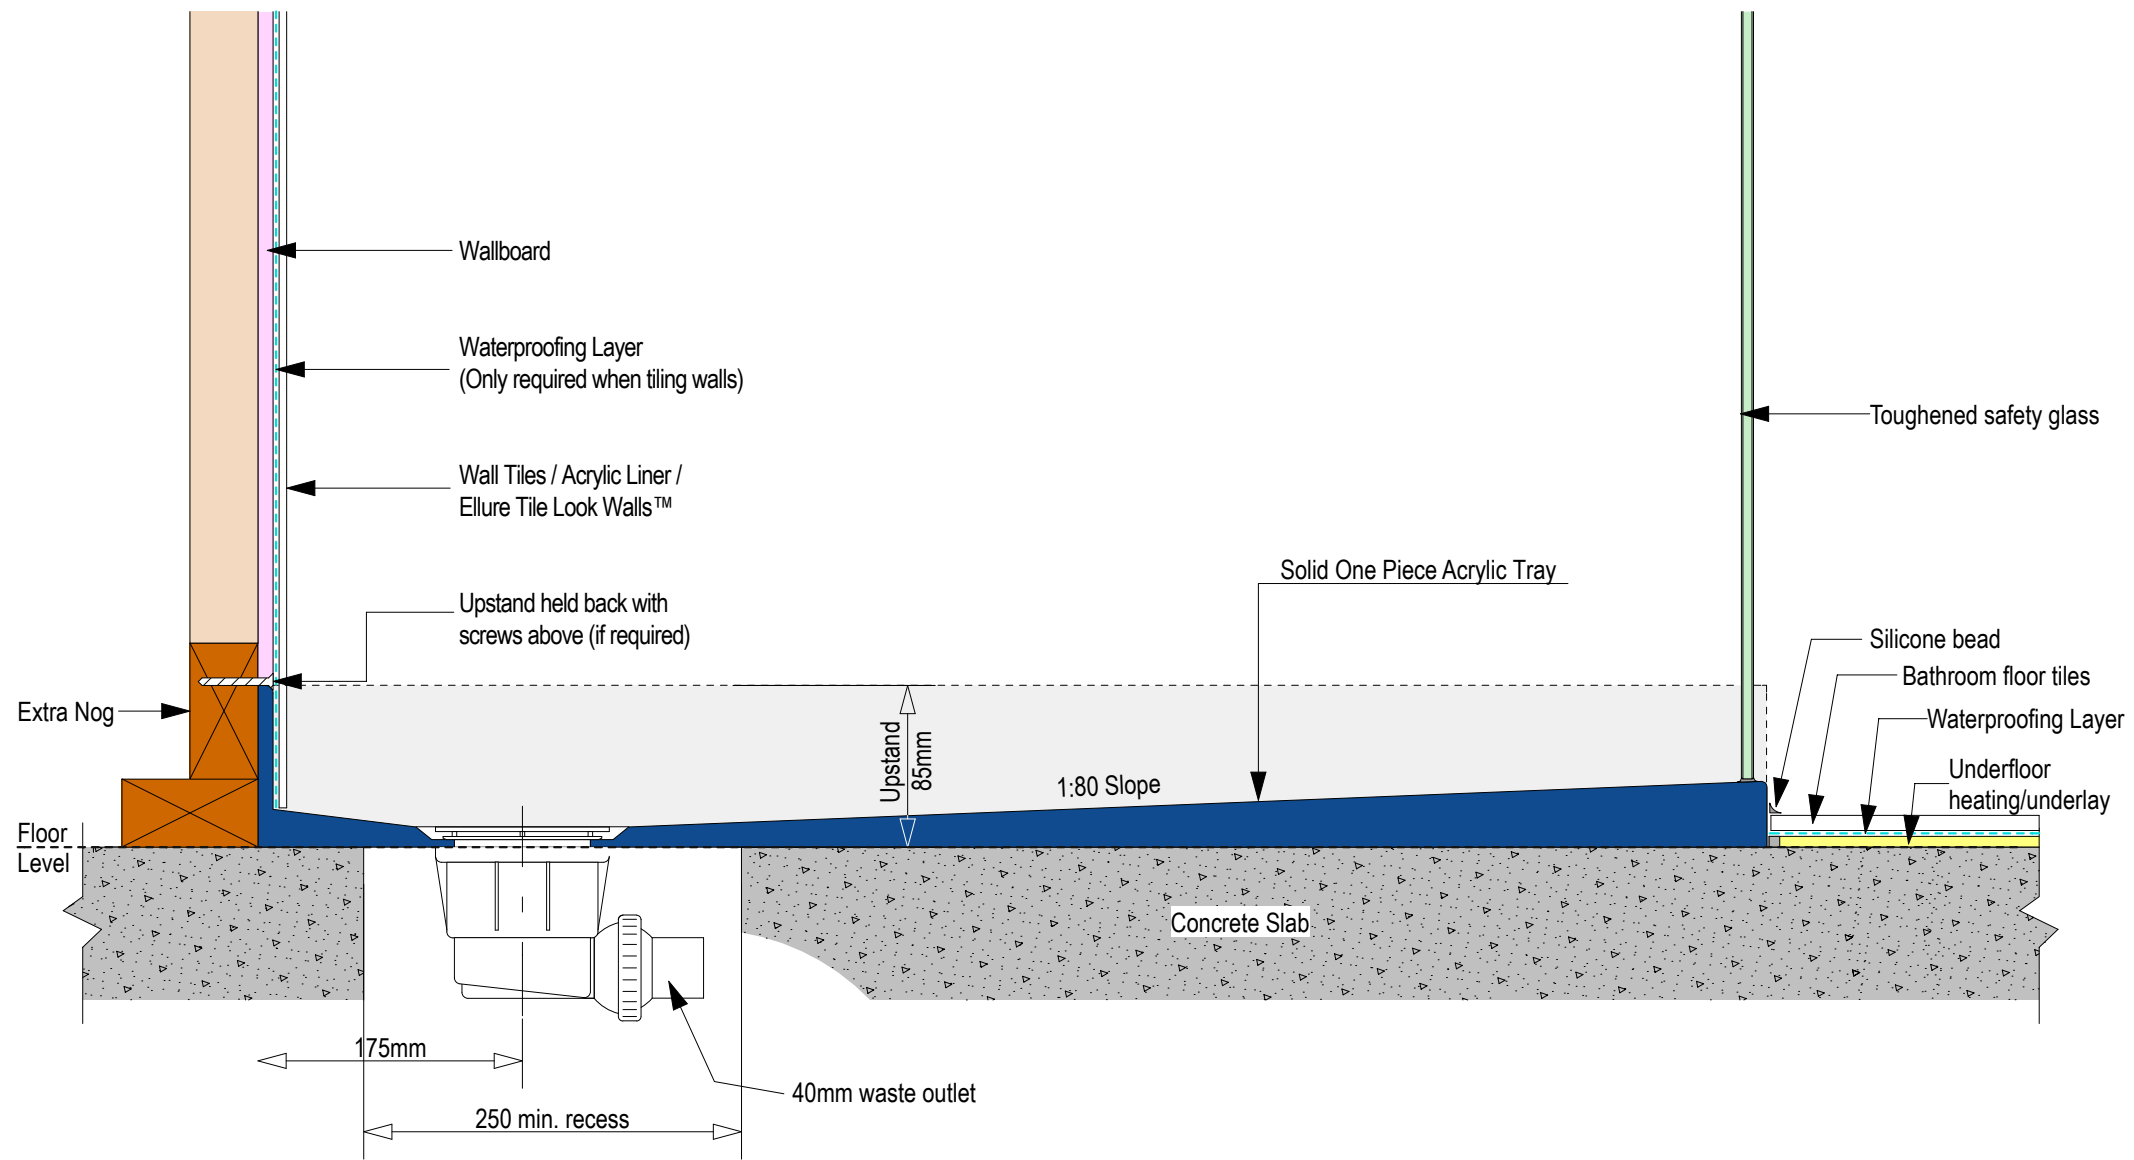 Wallboard
Waterproofing Layer
(Only required when tiling walls)
Wall Tiles / Acrylic Liner /
Ellure Tile Look Walls™
Upstand held back with
screws above (if required)
Extra Nog
Floor
Level
Upstand
85mm
1:80 Slope
Solid One Piece Acrylic Tray
Toughened safety glass
Silicone bead
Bathroom floor tiles
Waterproofing Layer
Underfloor
heating/underlay
Concrete Slab
175mm
40mm waste outlet
250 min. recess